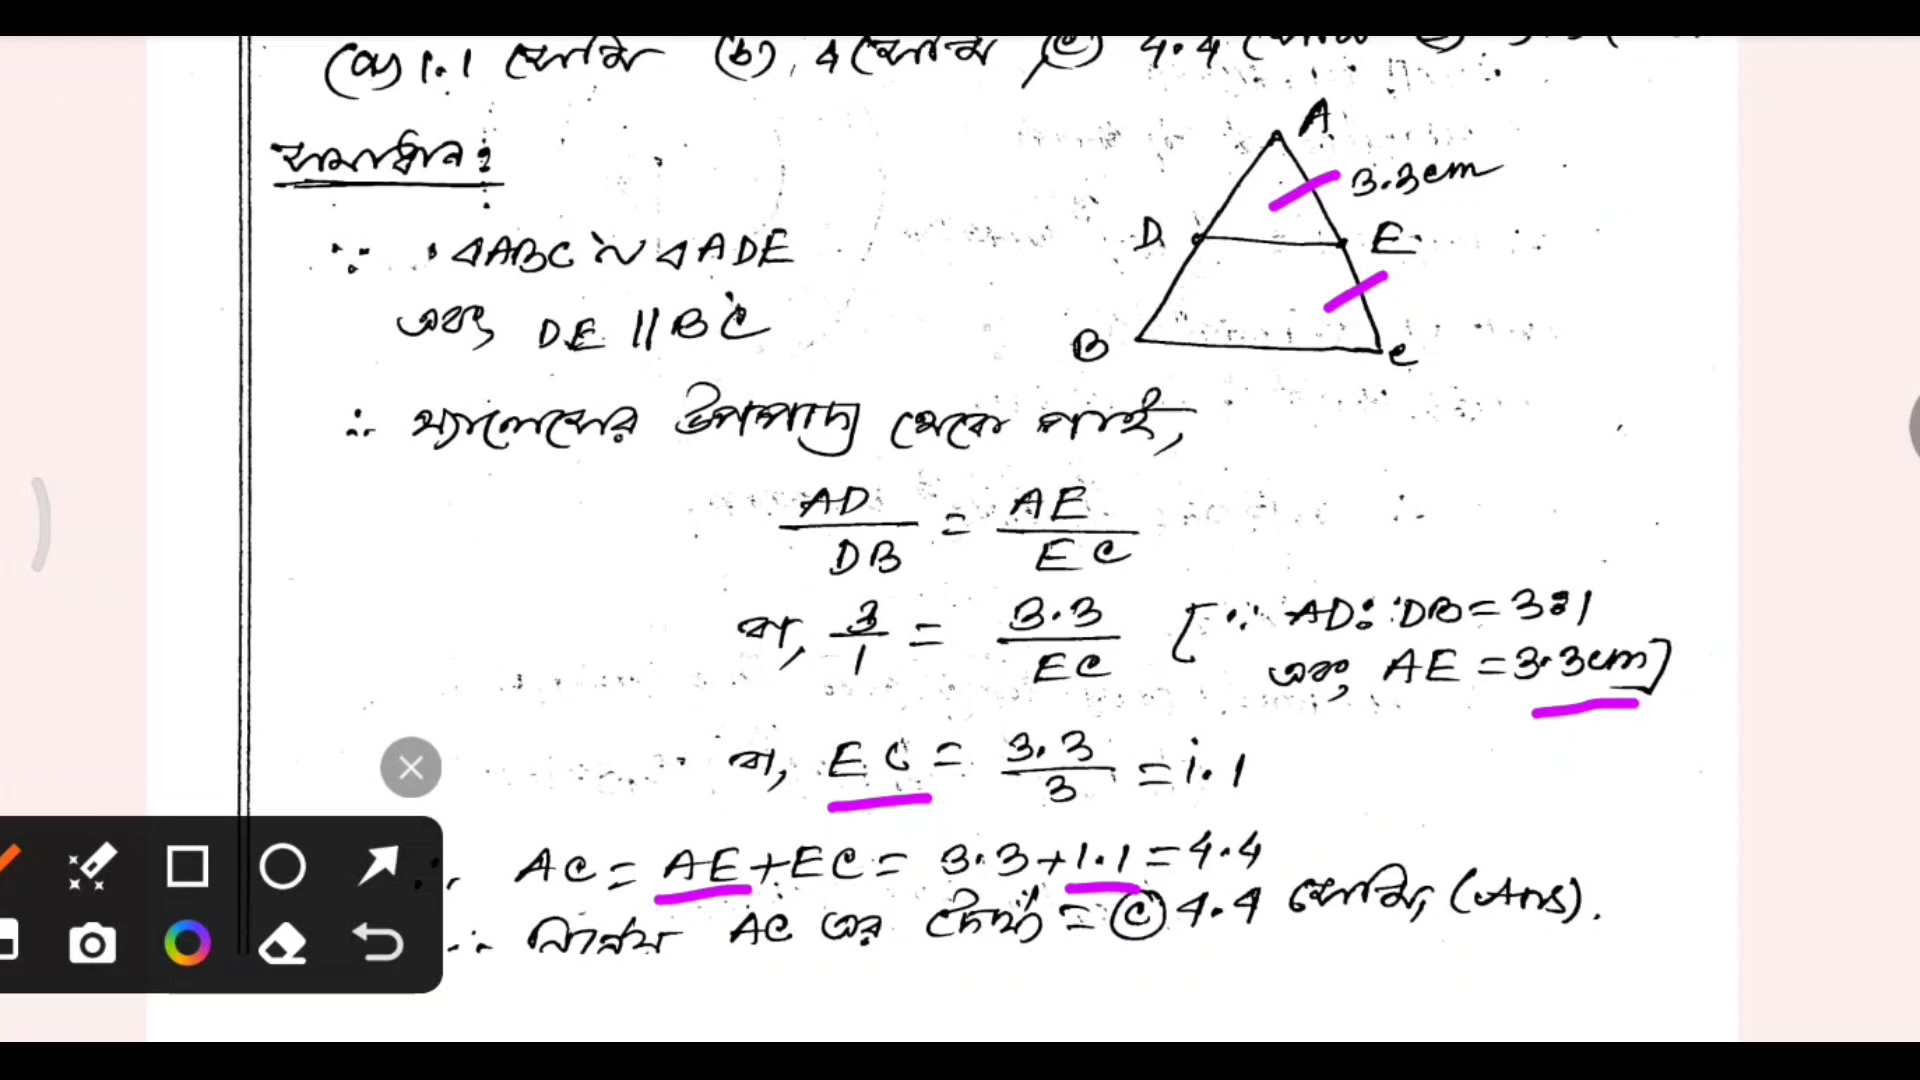 (a) 1.1 সেমি (b) 4 সেমি (c) 4.4
সমাধান :
A
3.3cm
D
E
B
C
∵ ⊿ABC ~ ⊿ADE
এবং DE || BC
∴ থ্যালেসের উপপাদ্য থেকে পাই,
AD/DB = AE/EC
বা, 3/1 = 3.3/EC [∵ AD : DB = 3:1
এবং AE = 3.3cm]
বা, EC = 3.3/3 = 1.1
∴ AC = AE + EC = 3.3 + 1.1 = 4.4
∴ নির্ণেয় AC এর দৈর্ঘ্য = (c) 4.4 সেমি, (Ans).